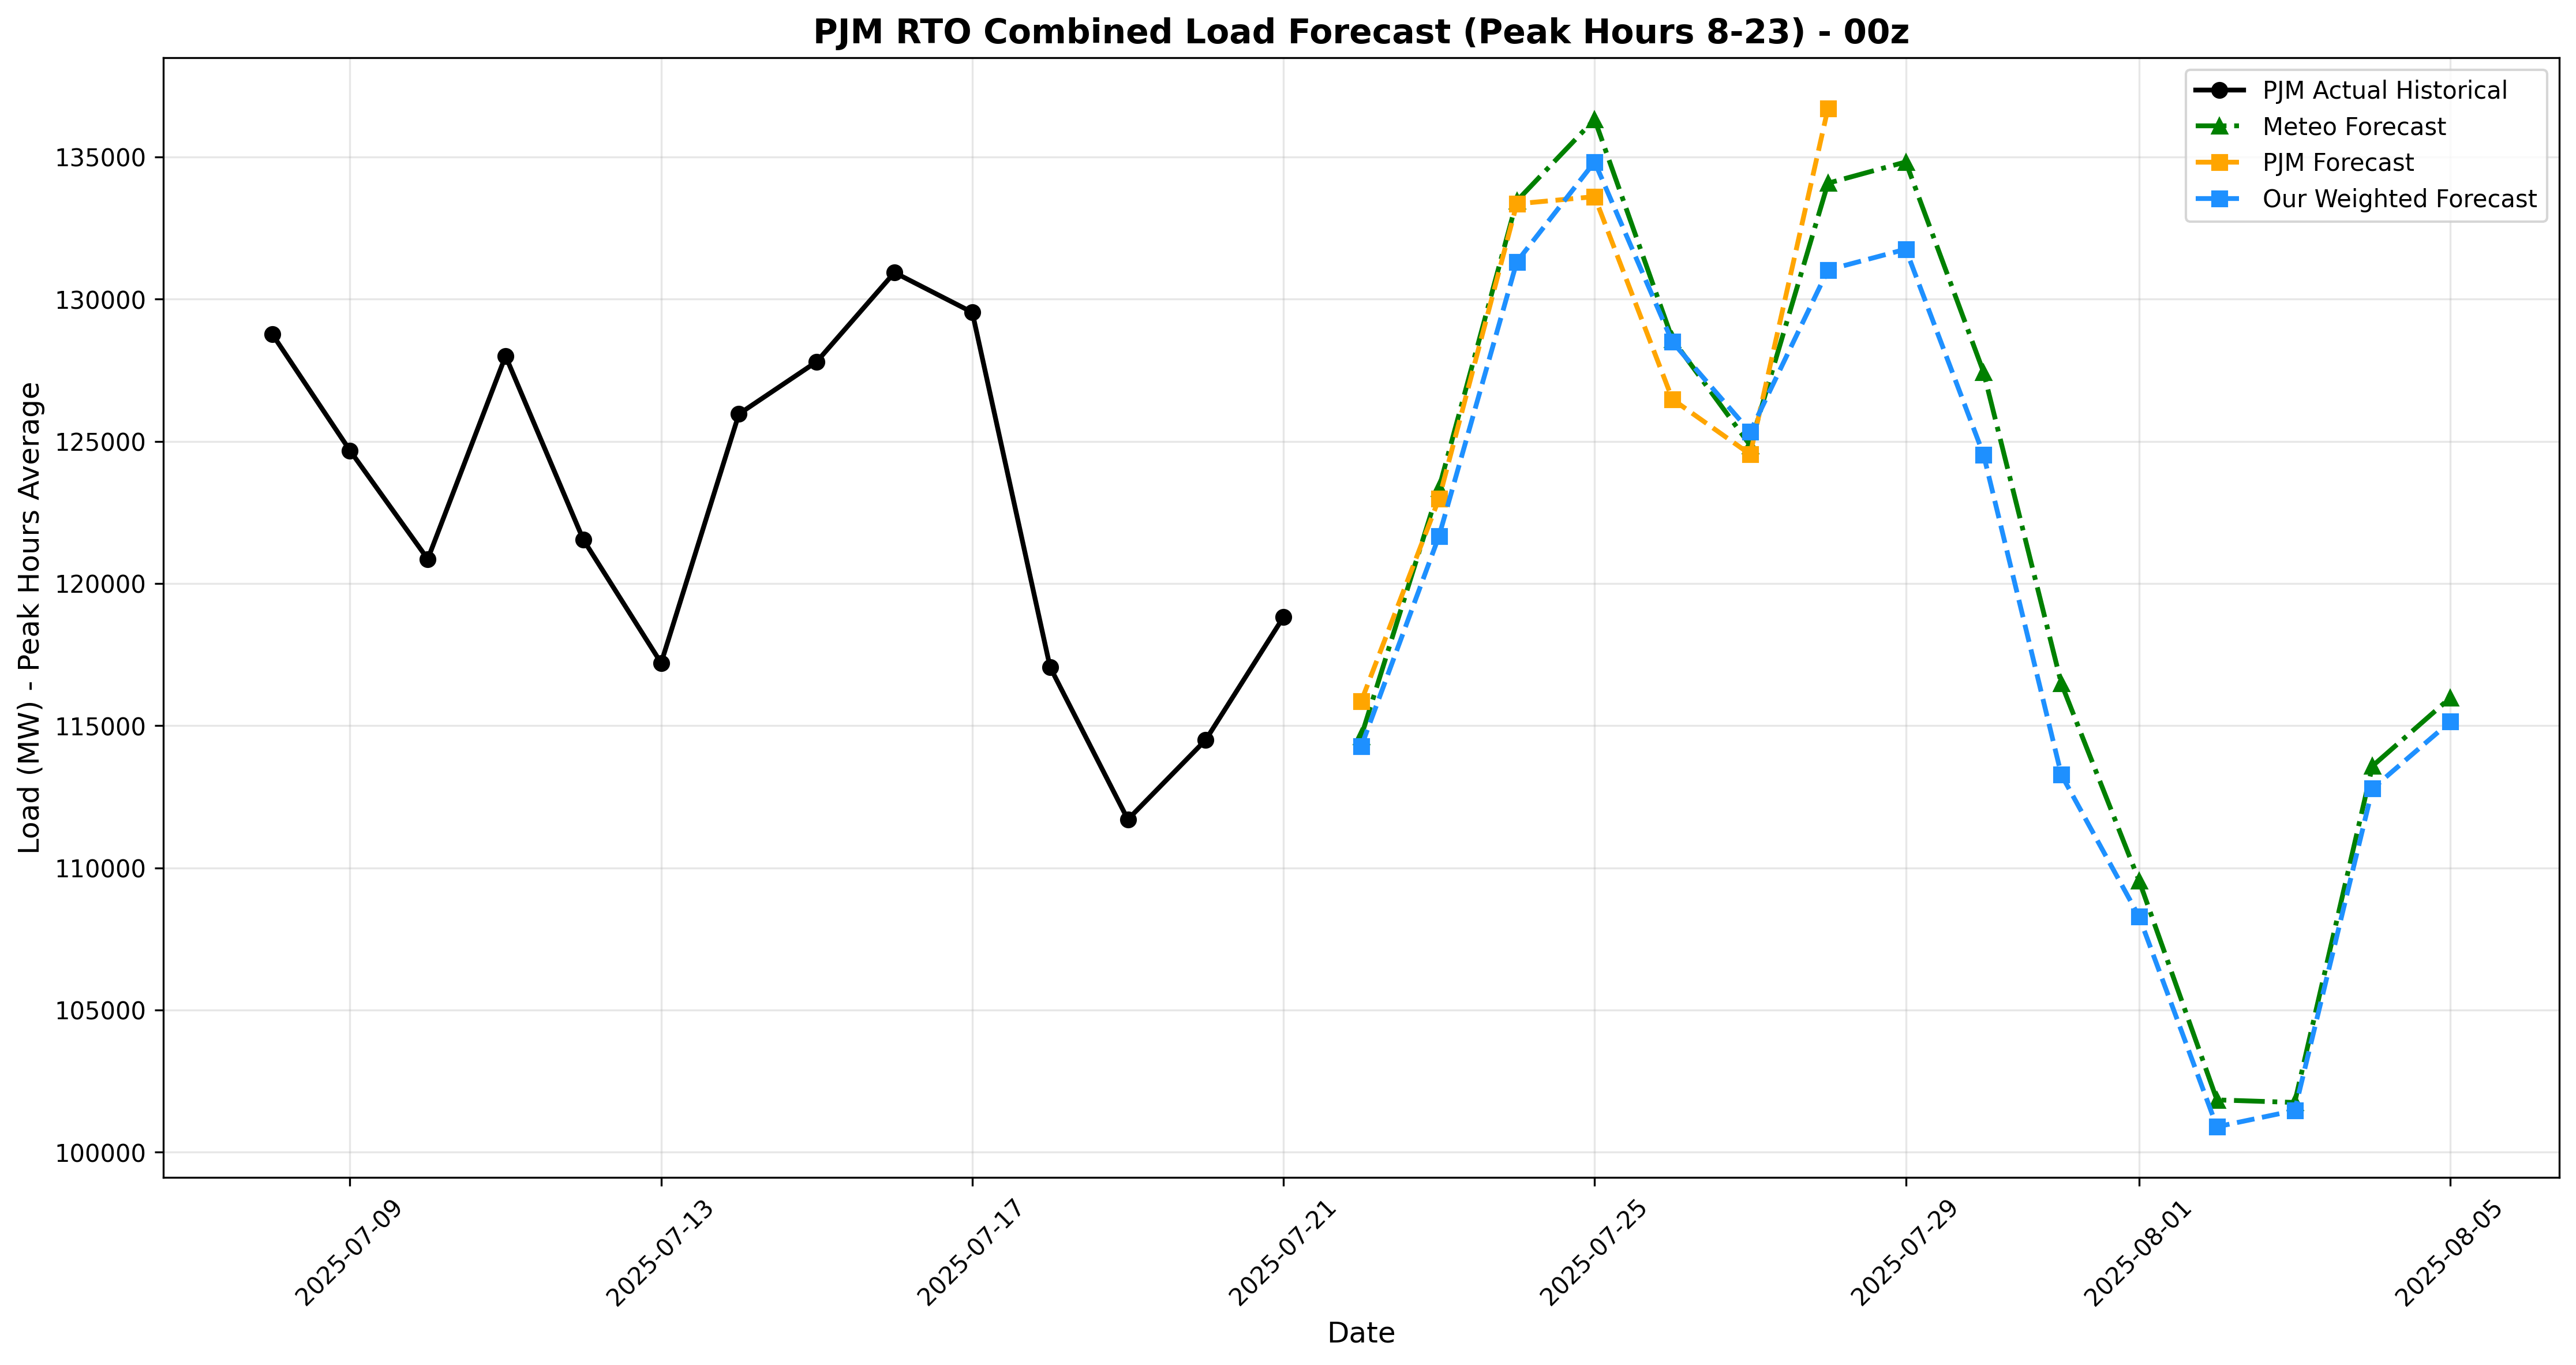 PJM RTO Combined Load Forecast (Peak Hours 8-23) - 00z
PJM Actual Historical
Meteo Forecast
PJM Forecast
Our Weighted Forecast
Load (MW) - Peak Hours Average
135000
130000
125000
120000
115000
110000
105000
100000
2025-07-09
2025-07-13
2025-07-17
2025-07-21
2025-07-25
2025-07-29
2025-08-01
2025-08-05
Date